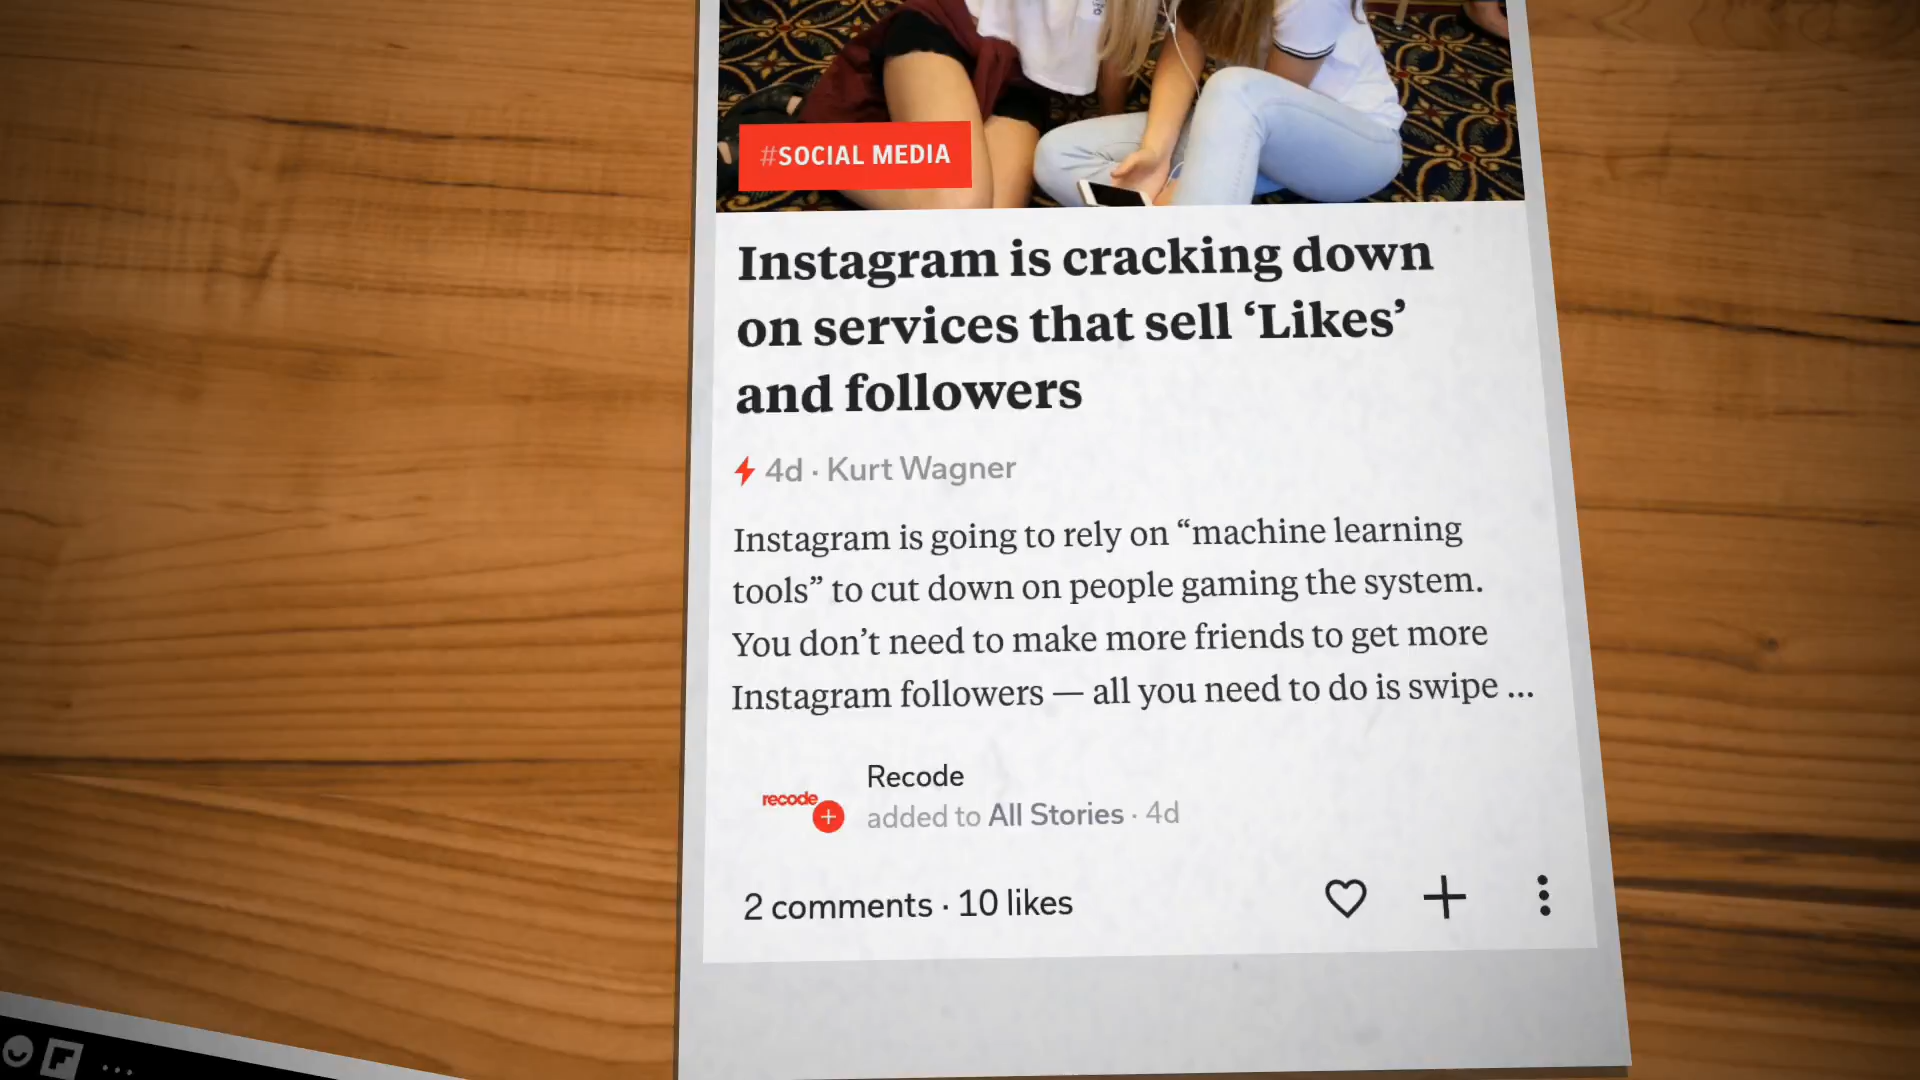 #SOCIAL MEDIA
Instagram is cracking down
on services that sell ‘Likes’
and followers
4d · Kurt Wagner
Instagram is going to rely on “machine learning
tools” to cut down on people gaming the system.
You don’t need to make more friends to get more
Instagram followers — all you need to do is swipe ...
Recode
recode
added to All Stories · 4d
2 comments · 10 likes